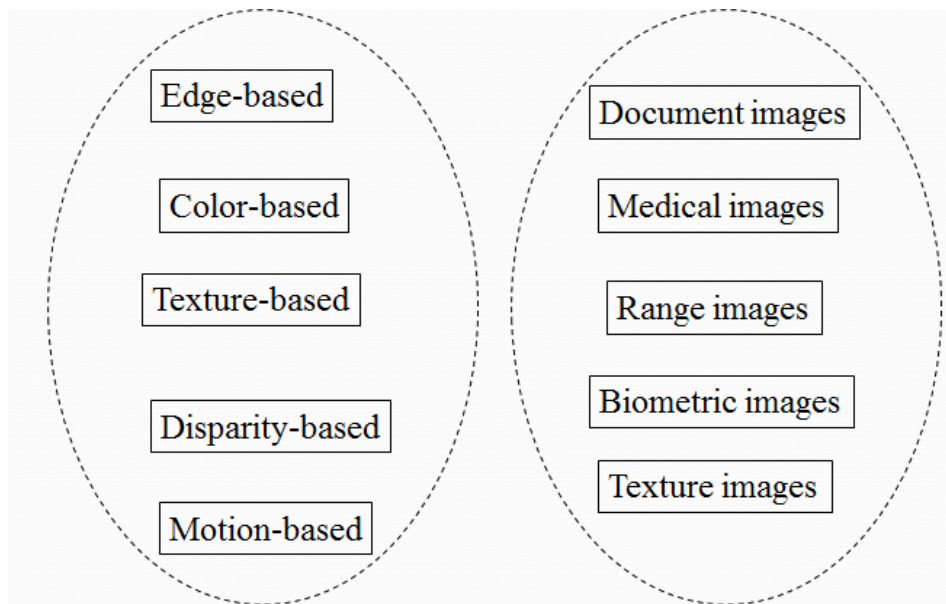 Edge-based
Color-based
Texture-based
Disparity-based
Motion-based
Document images
Medical images
Range images
Biometric images
Texture images